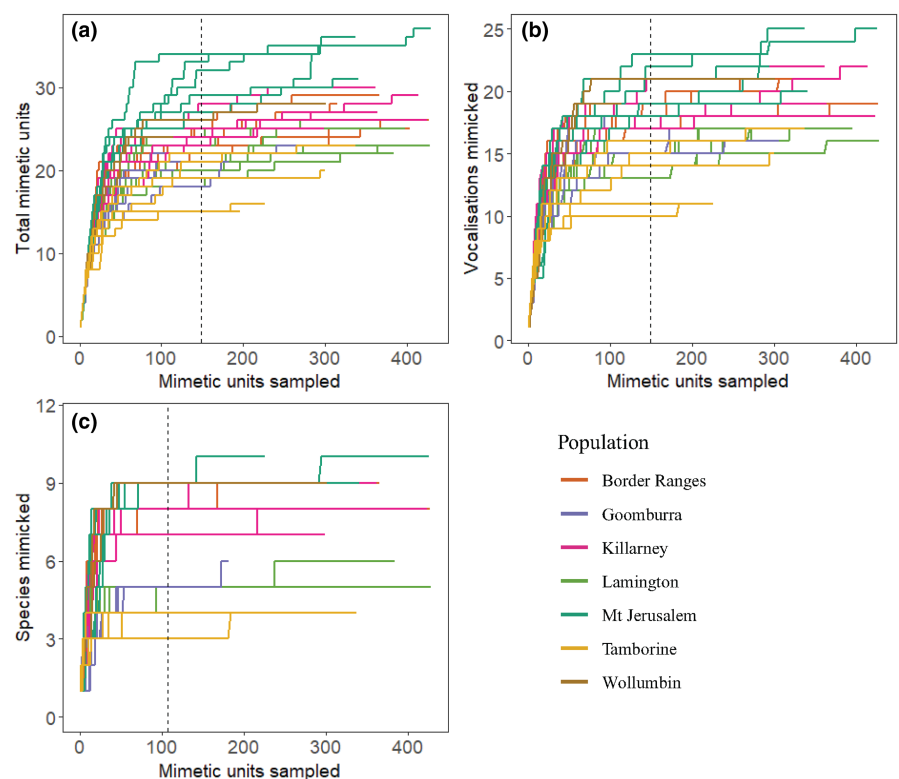 (a)
Total mimetic units
30
20
10
0
0 100 200 300 400
Mimetic units sampled
(b)
Vocalisations mimicked
25
20
15
10
5
0
0 100 200 300 400
Mimetic units sampled
(c)
Species mimicked
12
9
6
3
0
0 100 200 300 400
Mimetic units sampled
Population
Border Ranges
Goomburra
Killarney
Lamington
Mt Jerusalem
Tamborine
Wollumbin